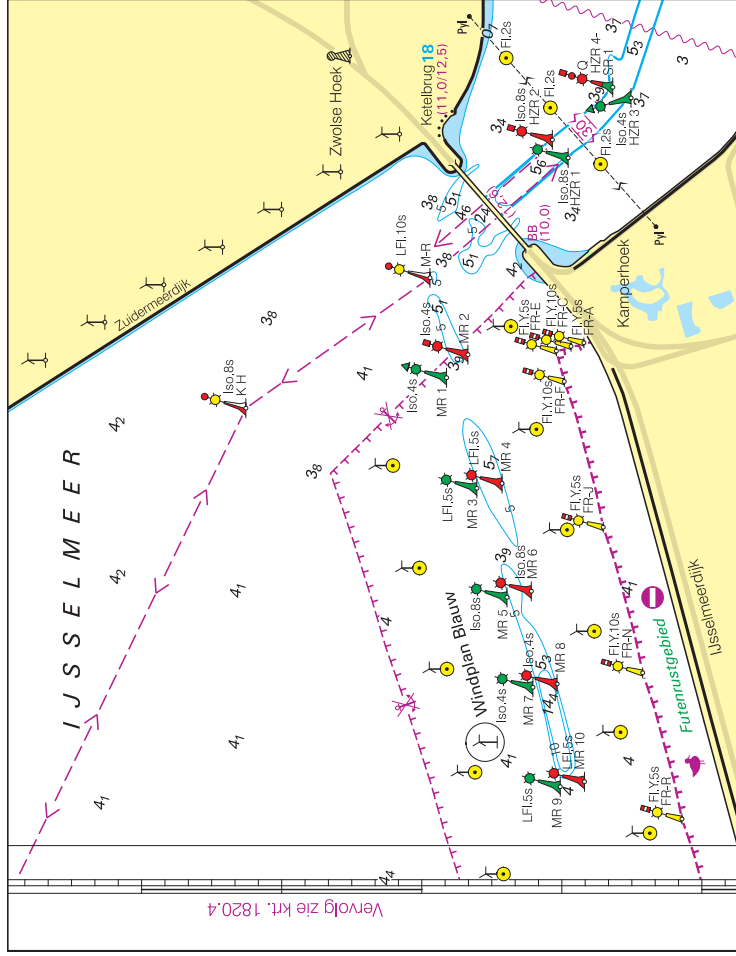 IJSSELMEER
Zuidermeerdijk
Zwolse Hoek
Ketelbrug 18
(11,0/12,5)
Pyl
Fl.2s
Fl.2s
Fl.2s
Pyl
Iso.8s
HZR 2
Q
HZR 4-
SR 1
Iso.4s
HZR 3
Iso.8s
HZR 1
BB
(10,0)
Kamperhoek
LFl.10s
M-R
Iso.8s
K H
Iso.4s
MR 2
Iso.4s
MR 1
LFl.5s
MR 3
LFl.5s
MR 4
Iso.8s
MR 5
Iso.8s
MR 6
Iso.4s
MR 7
Iso.4s
MR 8
LFl.5s
MR 9
LFl.5s
MR 10
Windplan Blauw
Fl.Y.5s
FR-A
Fl.Y.10s
FR-C
Fl.Y.5s
FR-E
Fl.Y.10s
FR-F
Fl.Y.5s
FR-J
Fl.Y.10s
FR-N
Fl.Y.5s
FR-R
Futenrustgebied
IJsselmeerdijk
Vervolg zie krt. 1820.4